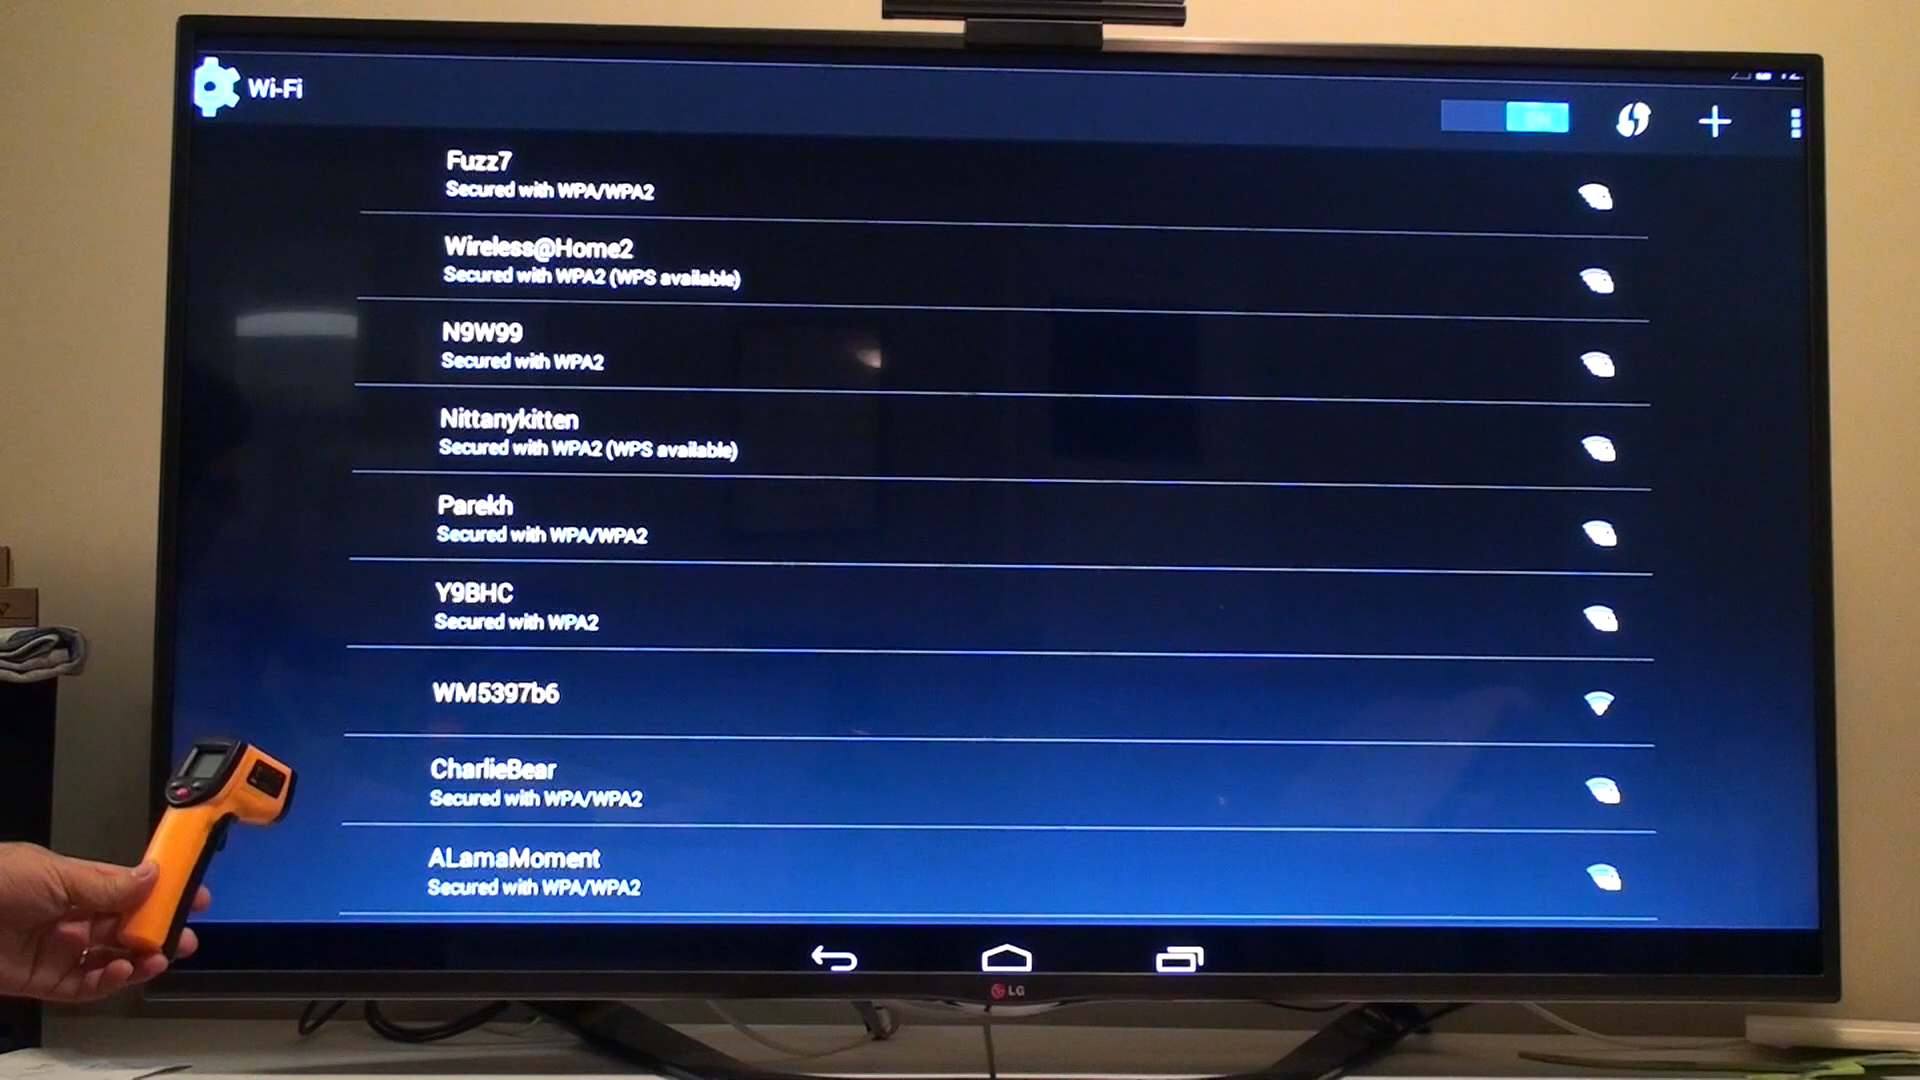 Wi-Fi
Fuzz7
Secured with WPA/WPA2
Wireless@Home2
Secured with WPA2 (WPS available)
N9W99
Secured with WPA2
Nittanykitten
Secured with WPA2 (WPS available)
Parekh
Secured with WPA/WPA2
Y9BHC
Secured with WPA2
WM5397b6
CharlieBear
Secured with WPA/WPA2
ALamaMoment
Secured with WPA/WPA2
LG